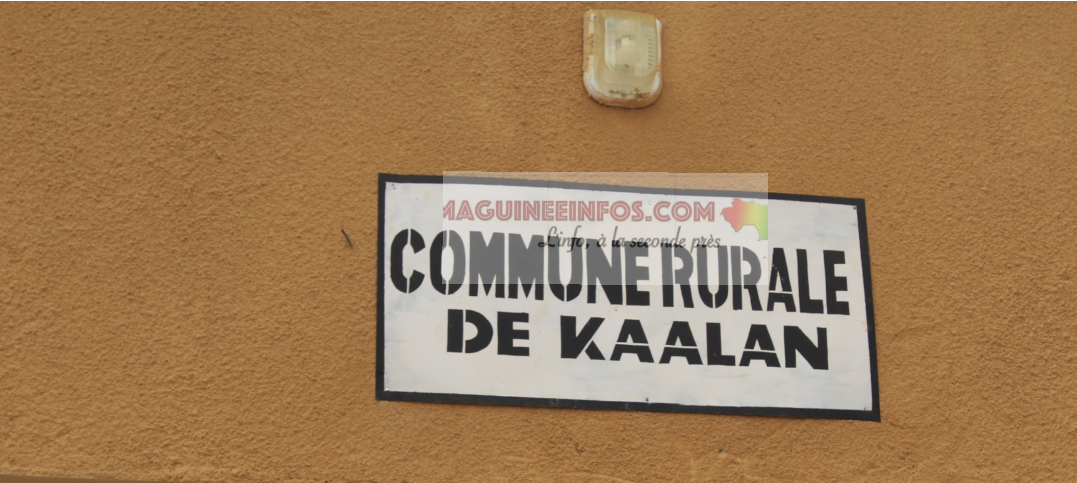 MAGUINEEINFOS.COM
L'info, à la seconde près
COMMUNE RURALE
DE KAALAN